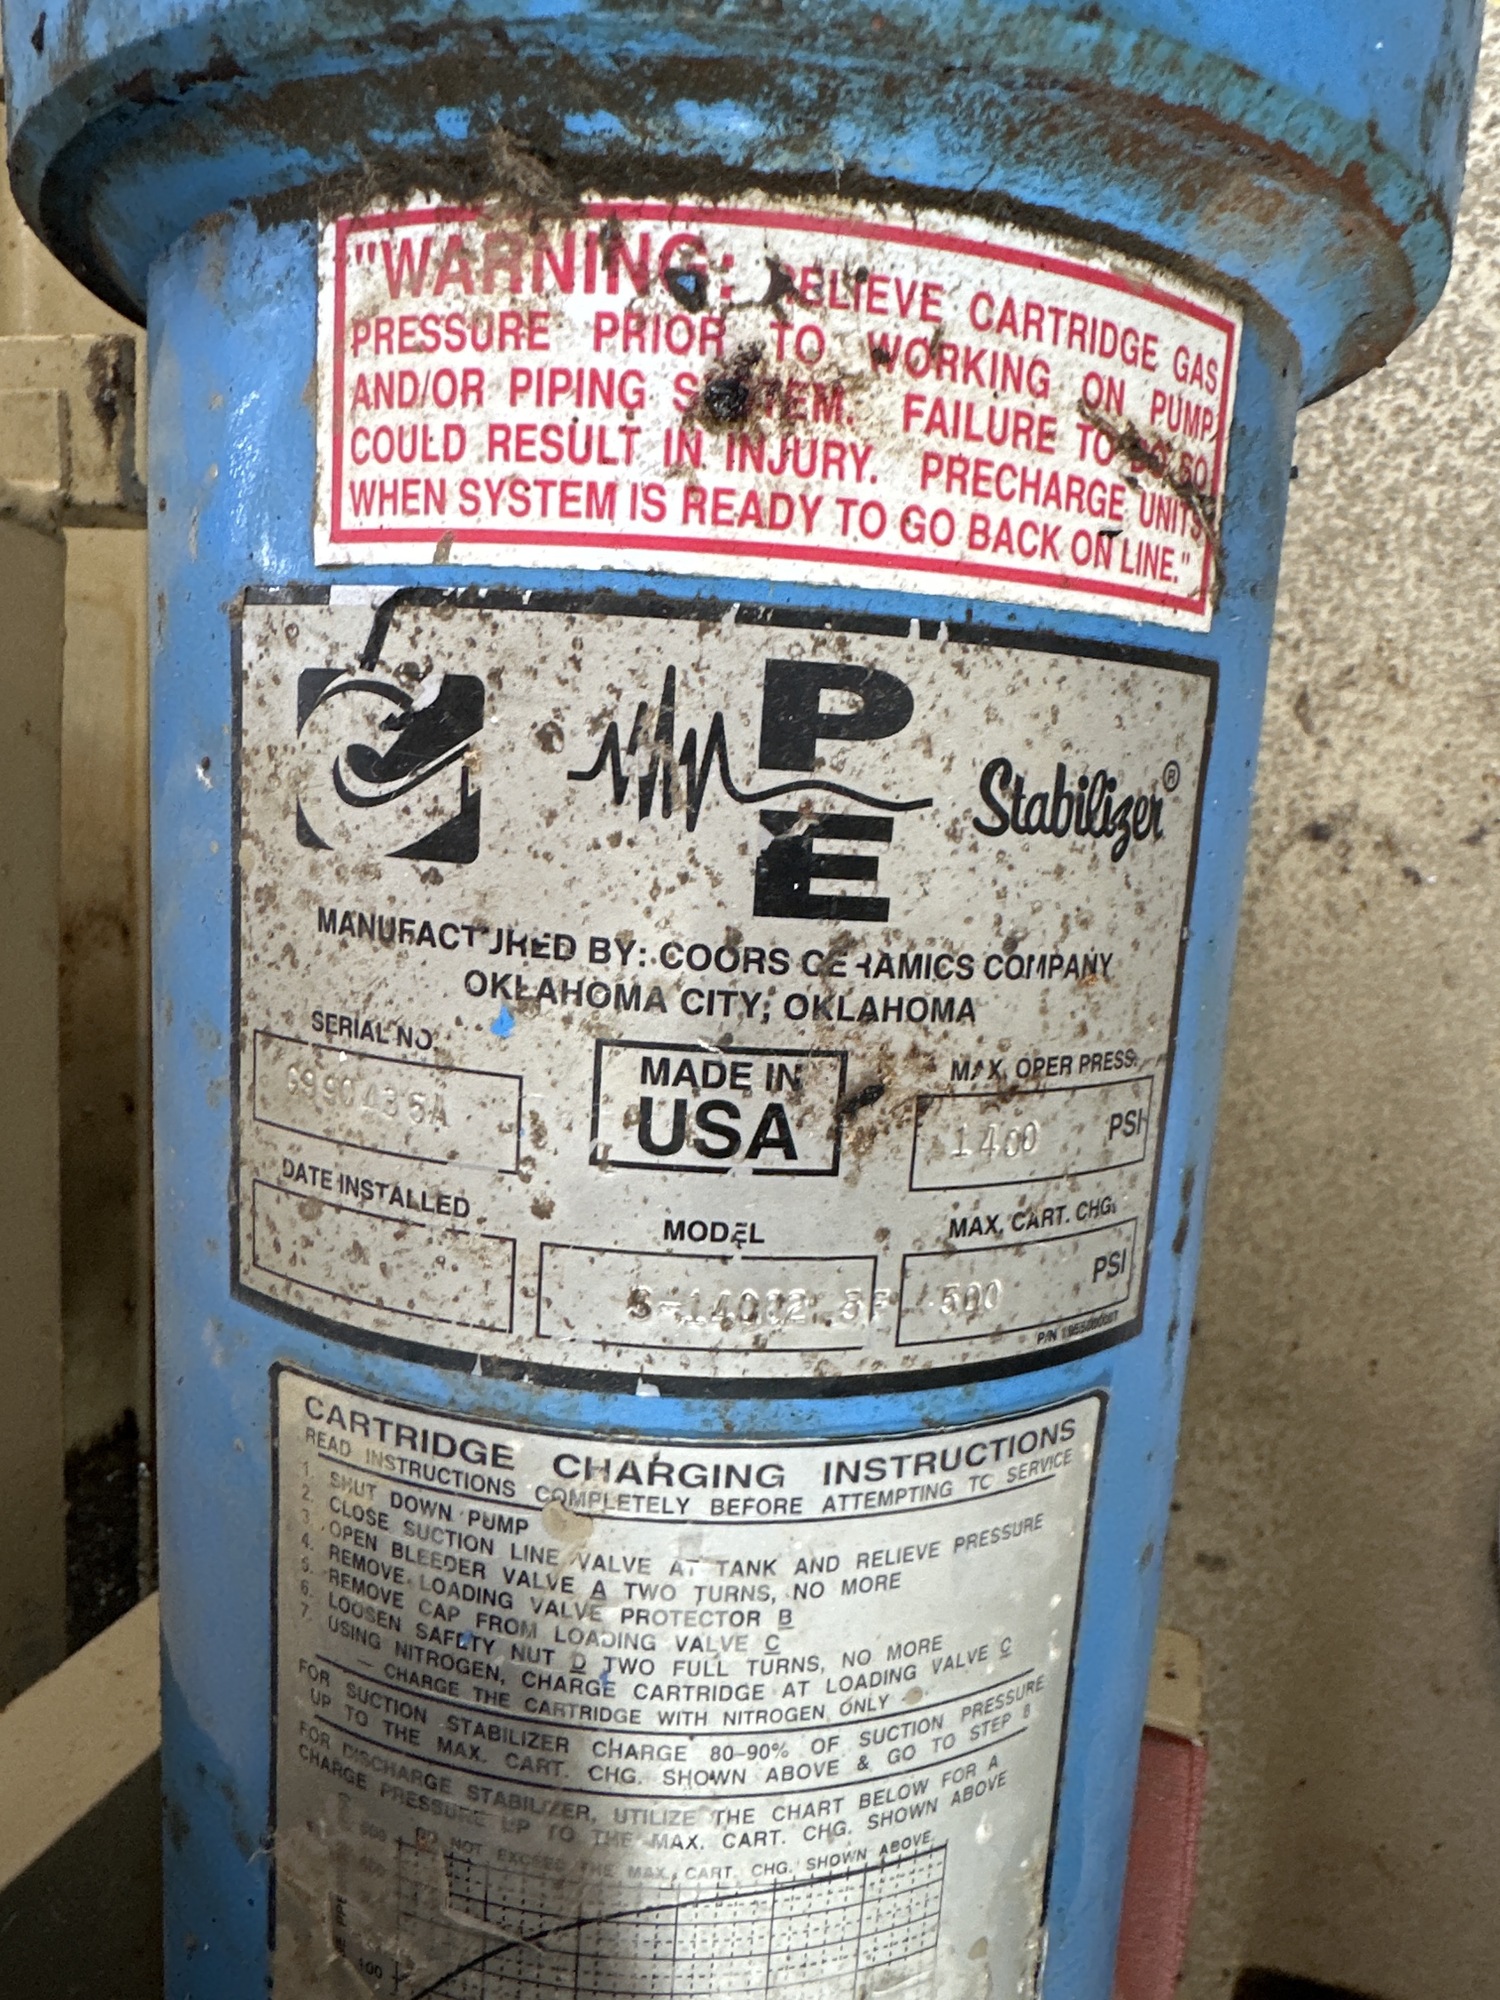 "WARNING: RELIEVE CARTRIDGE GAS
PRESSURE PRIOR TO WORKING ON PUMP
AND/OR PIPING SYSTEM. FAILURE TO DO SO
COULD RESULT IN INJURY. PRECHARGE UNITS
WHEN SYSTEM IS READY TO GO BACK ON LINE."
P
E
Stabilizer®
MANUFACTURED BY: COORS CERAMICS COMPANY
OKLAHOMA CITY, OKLAHOMA
SERIAL NO.
MADE IN
USA
MAX. OPER PRESS.
1400 PSI
DATE INSTALLED
MODEL
MAX. CART. CHG.
500 PSI
CARTRIDGE CHARGING INSTRUCTIONS
READ INSTRUCTIONS COMPLETELY BEFORE ATTEMPTING TO SERVICE
1. SHUT DOWN PUMP
2. CLOSE SUCTION LINE VALVE AT TANK AND RELIEVE PRESSURE
3. OPEN BLEEDER VALVE A TWO TURNS, NO MORE
4. REMOVE LOADING VALVE PROTECTOR B
5. REMOVE CAP FROM LOADING VALVE C
6. LOOSEN SAFETY NUT D TWO FULL TURNS, NO MORE
7. USING NITROGEN, CHARGE CARTRIDGE AT LOADING VALVE C
— CHARGE THE CARTRIDGE WITH NITROGEN ONLY
FOR SUCTION STABILIZER CHARGE 80-90% OF SUCTION PRESSURE
UP TO THE MAX. CART. CHG. SHOWN ABOVE & GO TO STEP 8
FOR DISCHARGE STABILIZER, UTILIZE THE CHART BELOW FOR A
CHARGE PRESSURE UP TO THE MAX. CART. CHG. SHOWN ABOVE
DO NOT EXCEED THE MAX. CART. CHG. SHOWN ABOVE
100